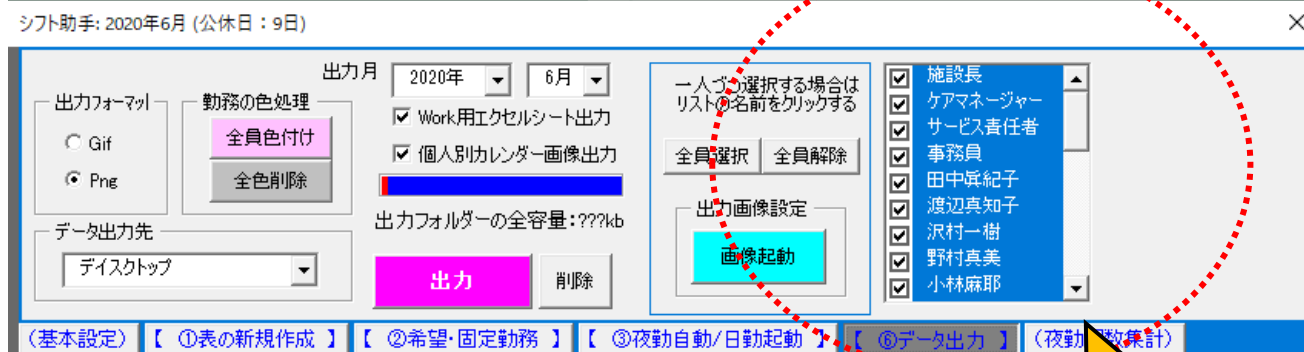 シフト助手: 2020年6月 (公休日：9日)
出力月
2020年
6月
出力フォーマット
Gif
Png
勤務の色処理
全員色付け
全色削除
データ出力先
デイスクトップ
Work用エクセルシート出力
個人別カレンダー画像出力
出力フォルダーの全容量:???kb
出力
削除
一人づつ選択する場合は
リストの名前をクリックする
全員選択
全員解除
出力画像設定
画像起動
施設長
ケアマネージャー
サービス責任者
事務員
田中眞紀子
渡辺真知子
沢村一樹
野村真美
小林麻耶
(基本設定)
【 ①表の新規作成 】
【 ②希望・固定勤務 】
【 ③夜勤自動/日勤起動 】
【 ⑥データ出力 】
(夜勤 数集計)